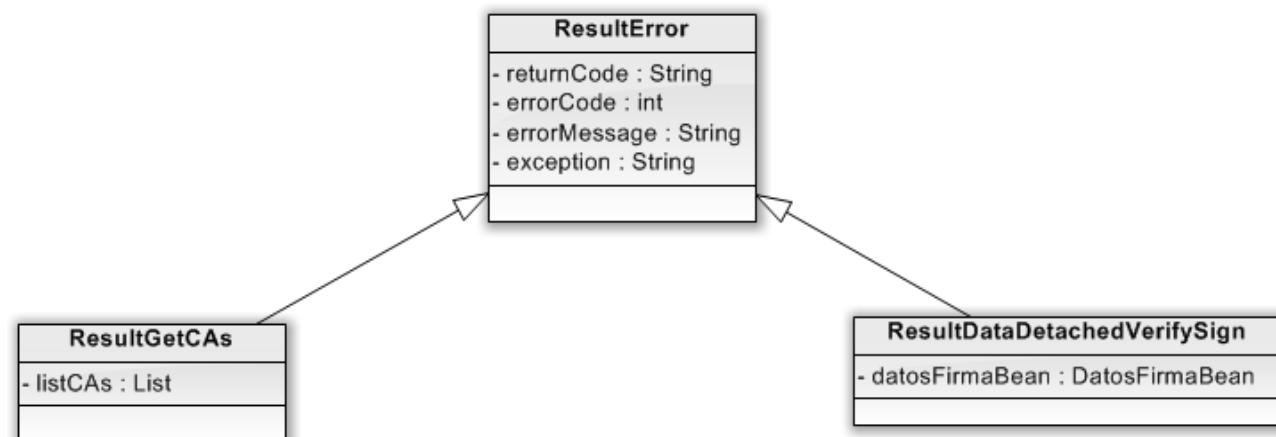 ResultError
- returnCode : String
- errorCode : int
- errorMessage : String
- exception : String
ResultGetCAs
- listCAs : List
ResultDataDetachedVerifySign
- datosFirmaBean : DatosFirmaBean